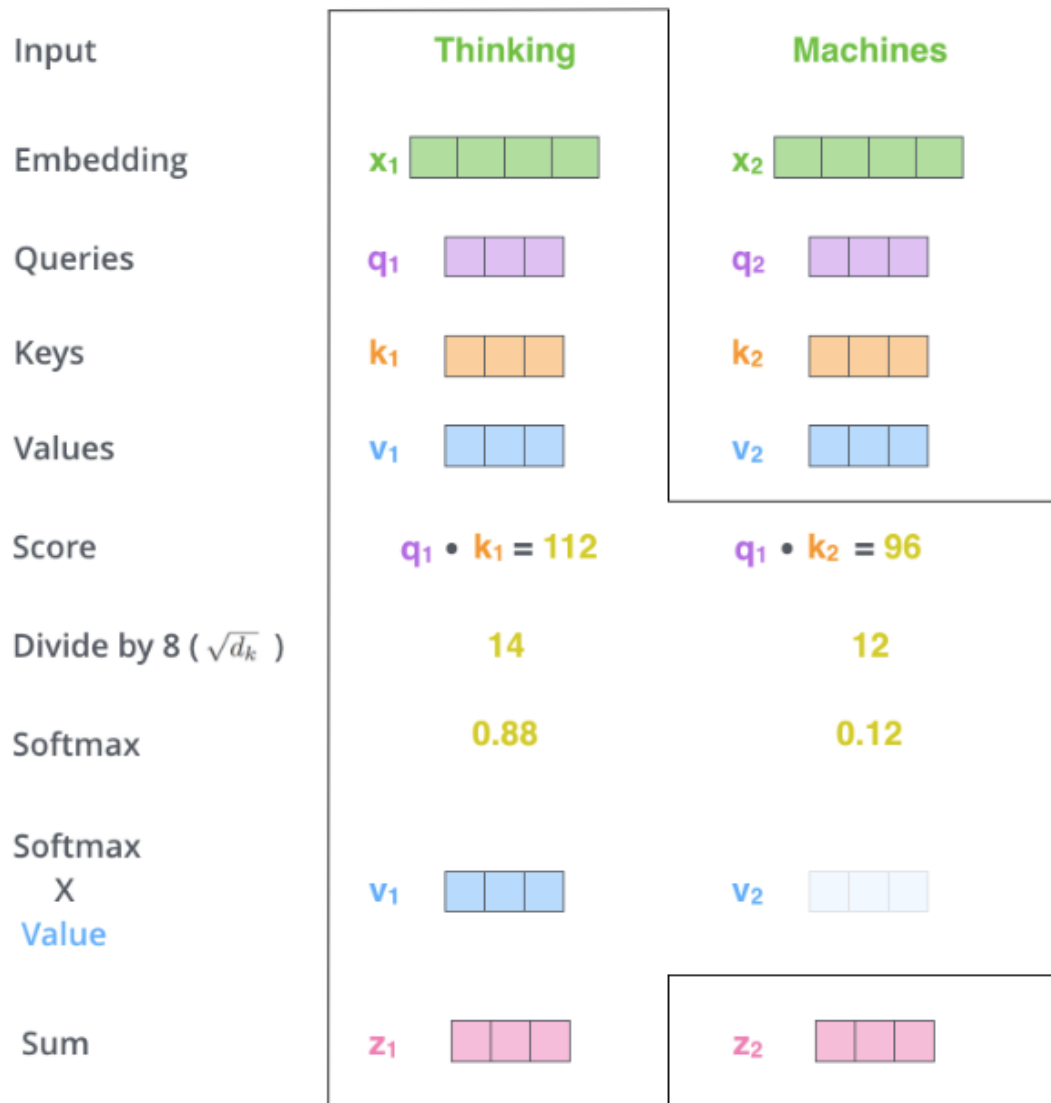 Input Thinking Machines
Embedding x₁ x₂
Queries q₁ q₂
Keys k₁ k₂
Values v₁ v₂
Score q₁ • k₁ = 112 q₁ • k₂ = 96
Divide by 8 ( √dₖ ) 14 12
Softmax 0.88 0.12
Softmax
X v₁ v₂
Value
Sum z₁ z₂